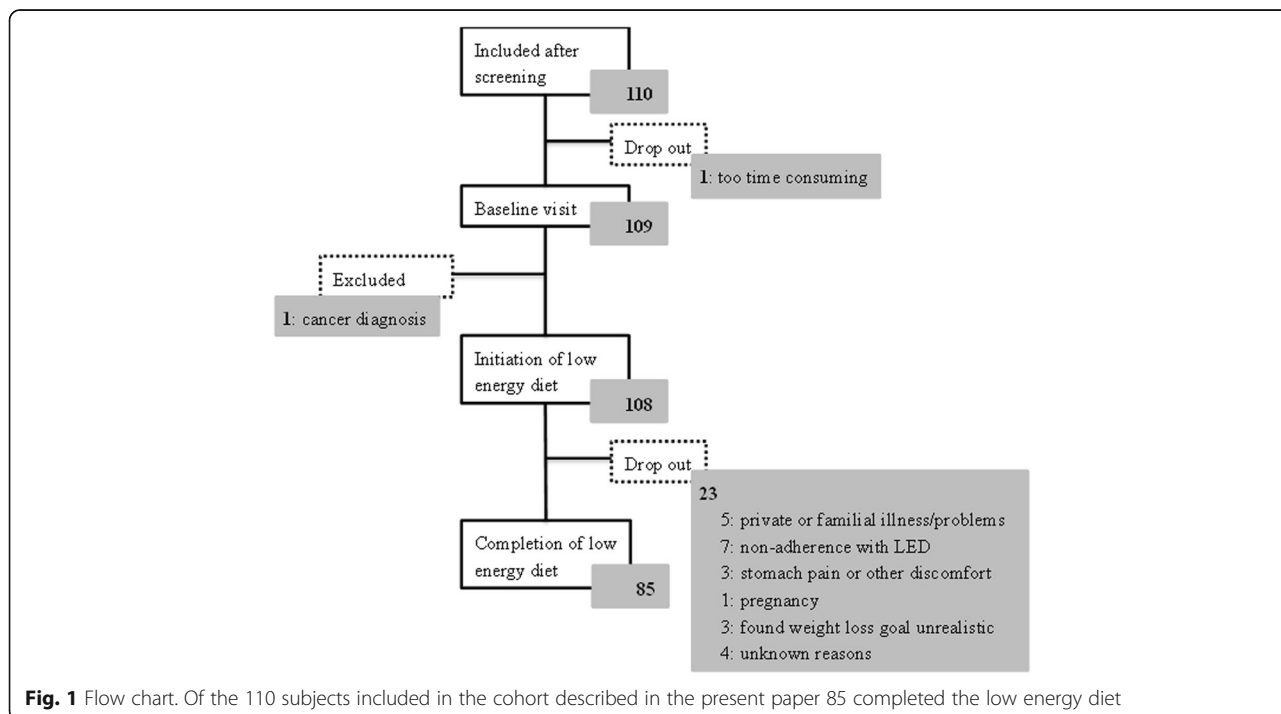 Included after
screening
110
Drop out
1: too time consuming
Baseline visit
109
Excluded
1: cancer diagnosis
Initiation of low
energy diet
108
Drop out
23
5: private or familial illness/problems
7: non-adherence with LED
3: stomach pain or other discomfort
1: pregnancy
3: found weight loss goal unrealistic
4: unknown reasons
Completion of low
energy diet
85
Fig. 1 Flow chart. Of the 110 subjects included in the cohort described in the present paper 85 completed the low energy diet